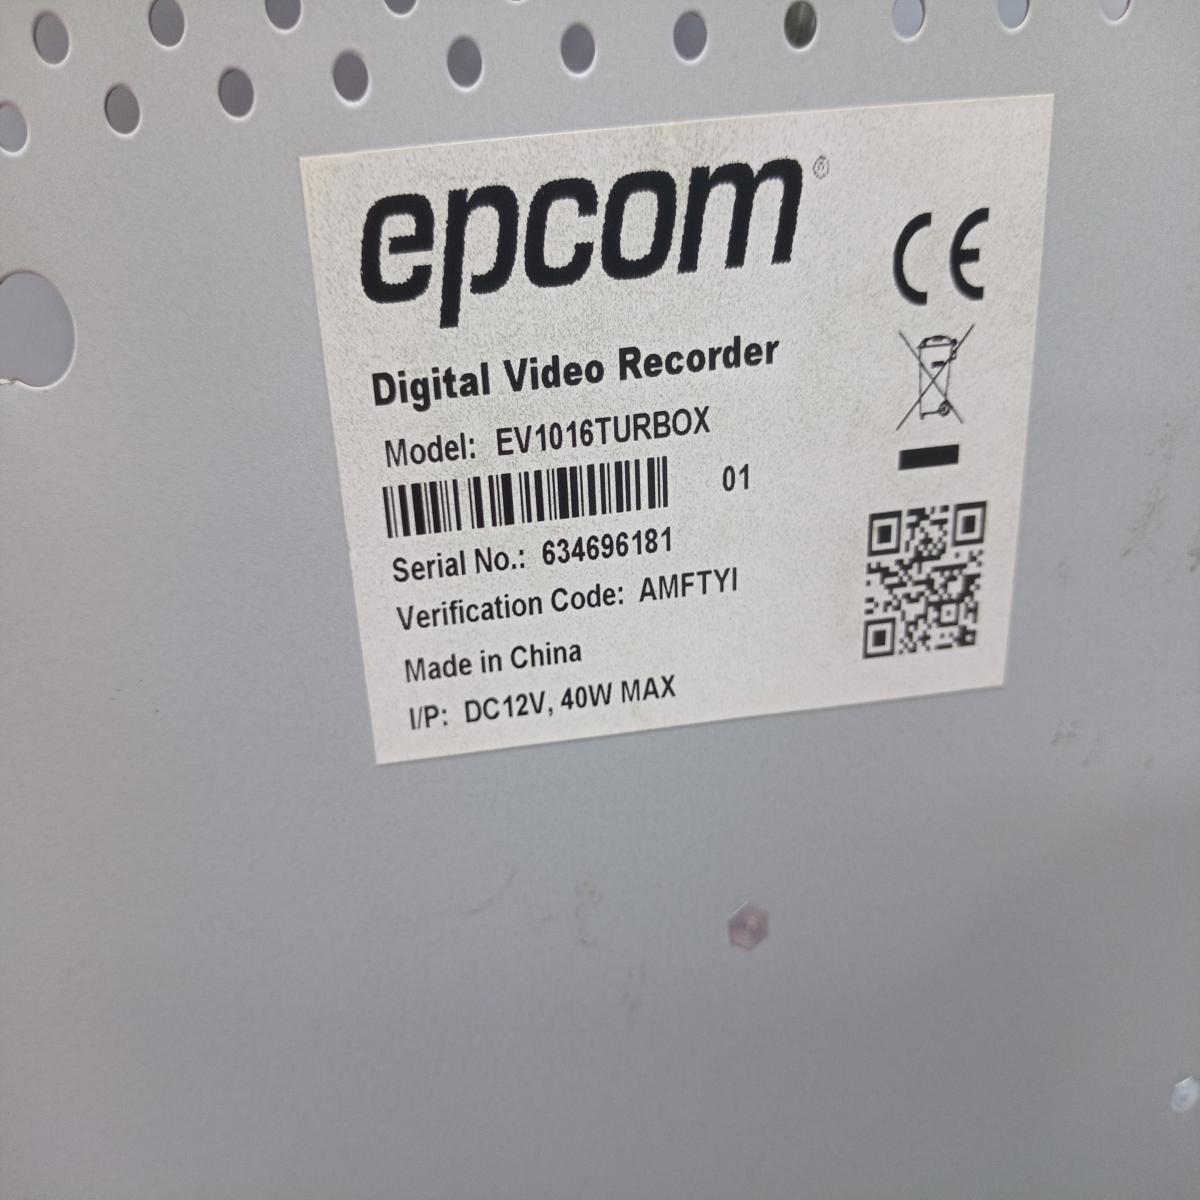 epcom®
CE
Digital Video Recorder
Model: EV1016TURBOX
01
Serial No.: 634696181
Verification Code: AMFTYI
Made in China
I/P: DC12V, 40W MAX